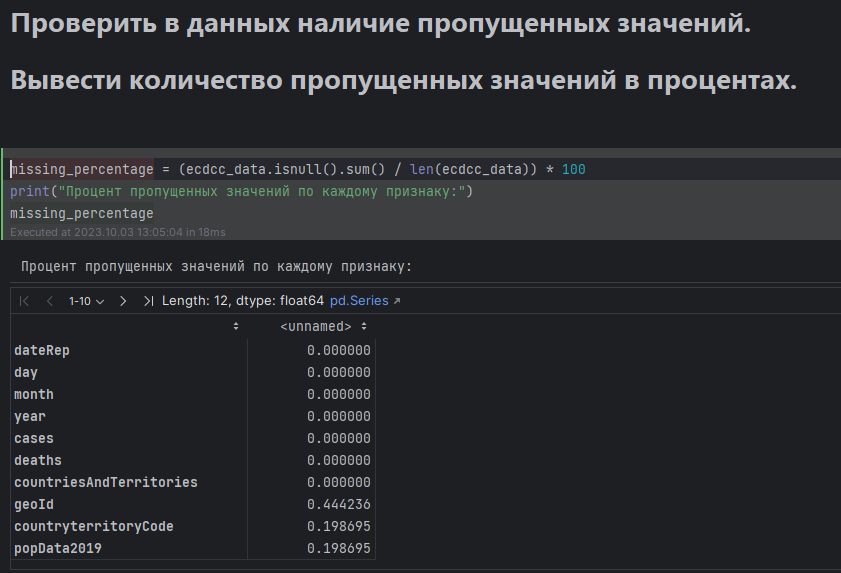 Проверить в данных наличие пропущенных значений.
Вывести количество пропущенных значений в процентах.
missing_percentage = (ecdcc_data.isnull().sum() / len(ecdcc_data)) * 100
print("Процент пропущенных значений по каждому признаку:")
missing_percentage
Executed at 2023.10.03 13:05:04 in 18ms
Процент пропущенных значений по каждому признаку:
1-10 Length: 12, dtype: float64 pd.Series
<unnamed>
dateRep 0.000000
day 0.000000
month 0.000000
year 0.000000
cases 0.000000
deaths 0.000000
countriesAndTerritories 0.000000
geoId 0.444236
countryterritoryCode 0.198695
popData2019 0.198695